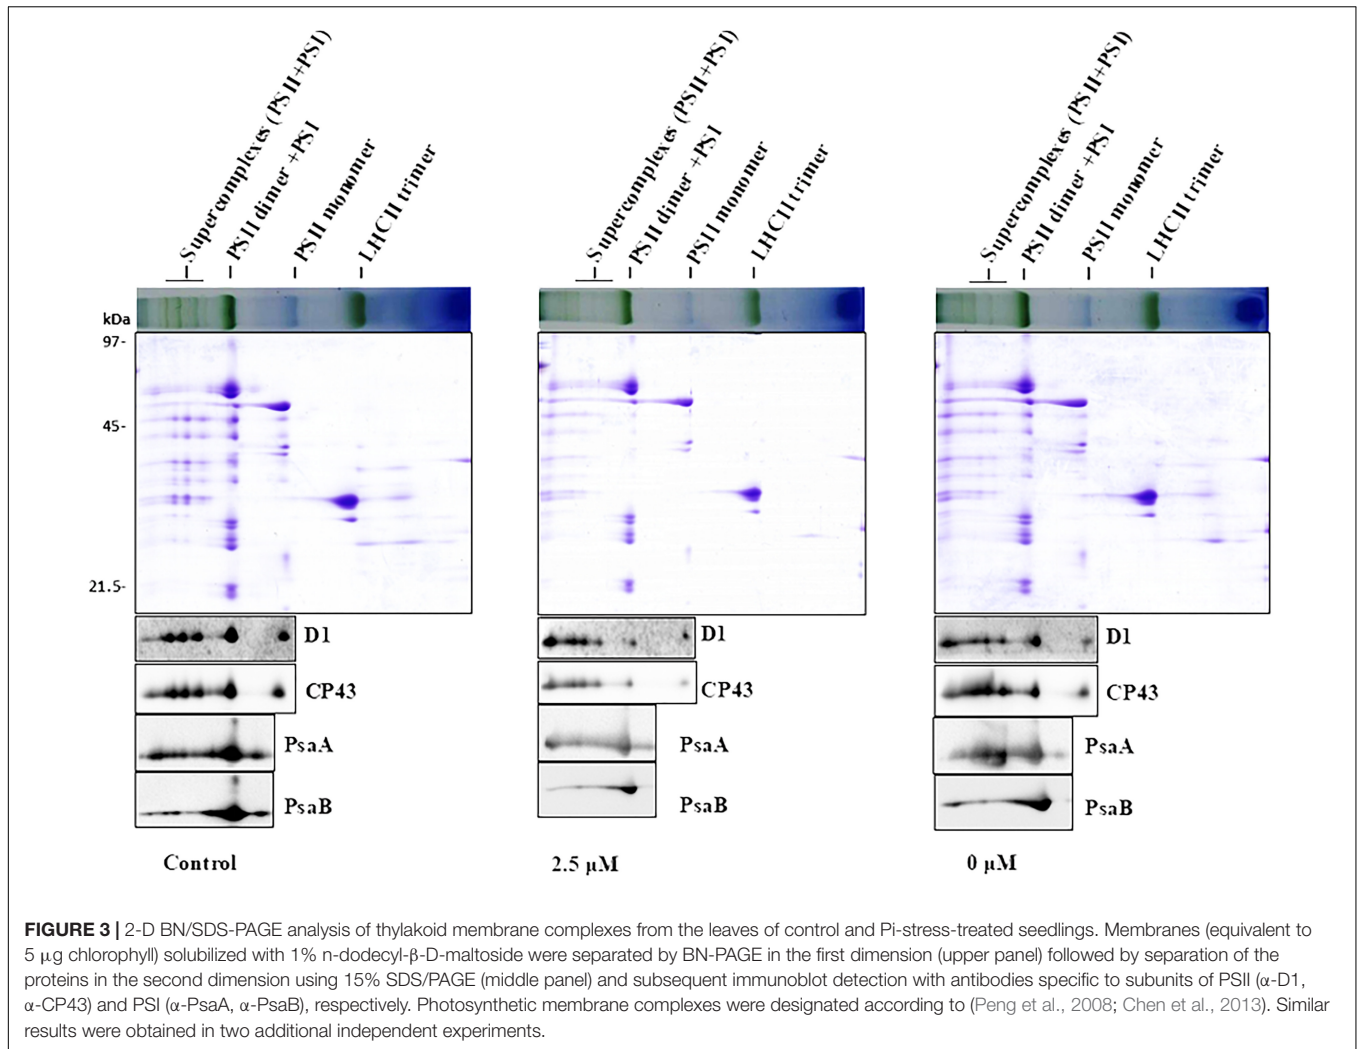 Supercomplexes (PSII+PSI)
PSII dimer +PSI
PSII monomer
LHCII trimer
Supercomplexes (PSII+PSI)
PSII dimer +PSI
PSII monomer
LHCII trimer
Supercomplexes (PSII+PSI)
PSII dimer +PSI
PSII monomer
LHCII trimer
kDa
97-
45-
21.5-
D1
CP43
PsaA
PsaB
D1
CP43
PsaA
PsaB
D1
CP43
PsaA
PsaB
Control
2.5 μM
0 μM
FIGURE 3 | 2-D BN/SDS-PAGE analysis of thylakoid membrane complexes from the leaves of control and Pi-stress-treated seedlings. Membranes (equivalent to
5 μg chlorophyll) solubilized with 1% n-dodecyl-β-D-maltoside were separated by BN-PAGE in the first dimension (upper panel) followed by separation of the
proteins in the second dimension using 15% SDS/PAGE (middle panel) and subsequent immunoblot detection with antibodies specific to subunits of PSII (α-D1,
α-CP43) and PSI (α-PsaA, α-PsaB), respectively. Photosynthetic membrane complexes were designated according to (Peng et al., 2008; Chen et al., 2013). Similar
results were obtained in two additional independent experiments.